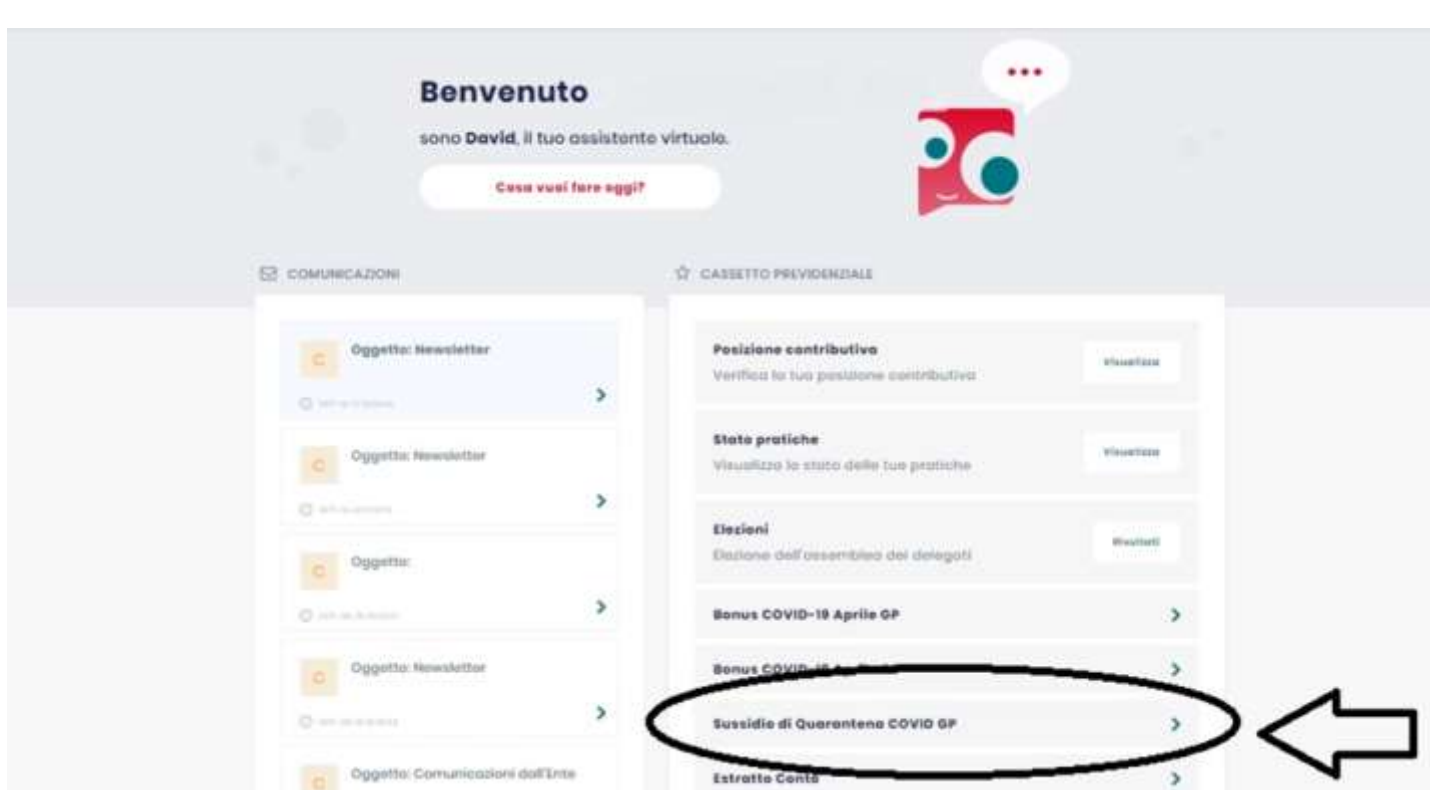 Benvenuto
sono David, il tuo assistente virtuale.
Cosa vuoi fare oggi?
COMUNICAZIONI
C
Oggetto: Newsletter
C
Oggetto: Newsletter
C
Oggetto:
C
Oggetto: Newsletter
C
Oggetto: Comunicazioni dall'Ente
CASSETTO PREVIDENZIALE
Posizione contributiva
Verifica la tua posizione contributiva
Visualizza
Stato pratiche
Visualizza lo stato delle tue pratiche
Visualizza
Elezioni
Elezione dell'assemblea dei delegati
Risultati
Bonus COVID-19 Aprile GP
Bonus COVID-19
Sussidio di Quarantena COVID GP
Estratto Conto